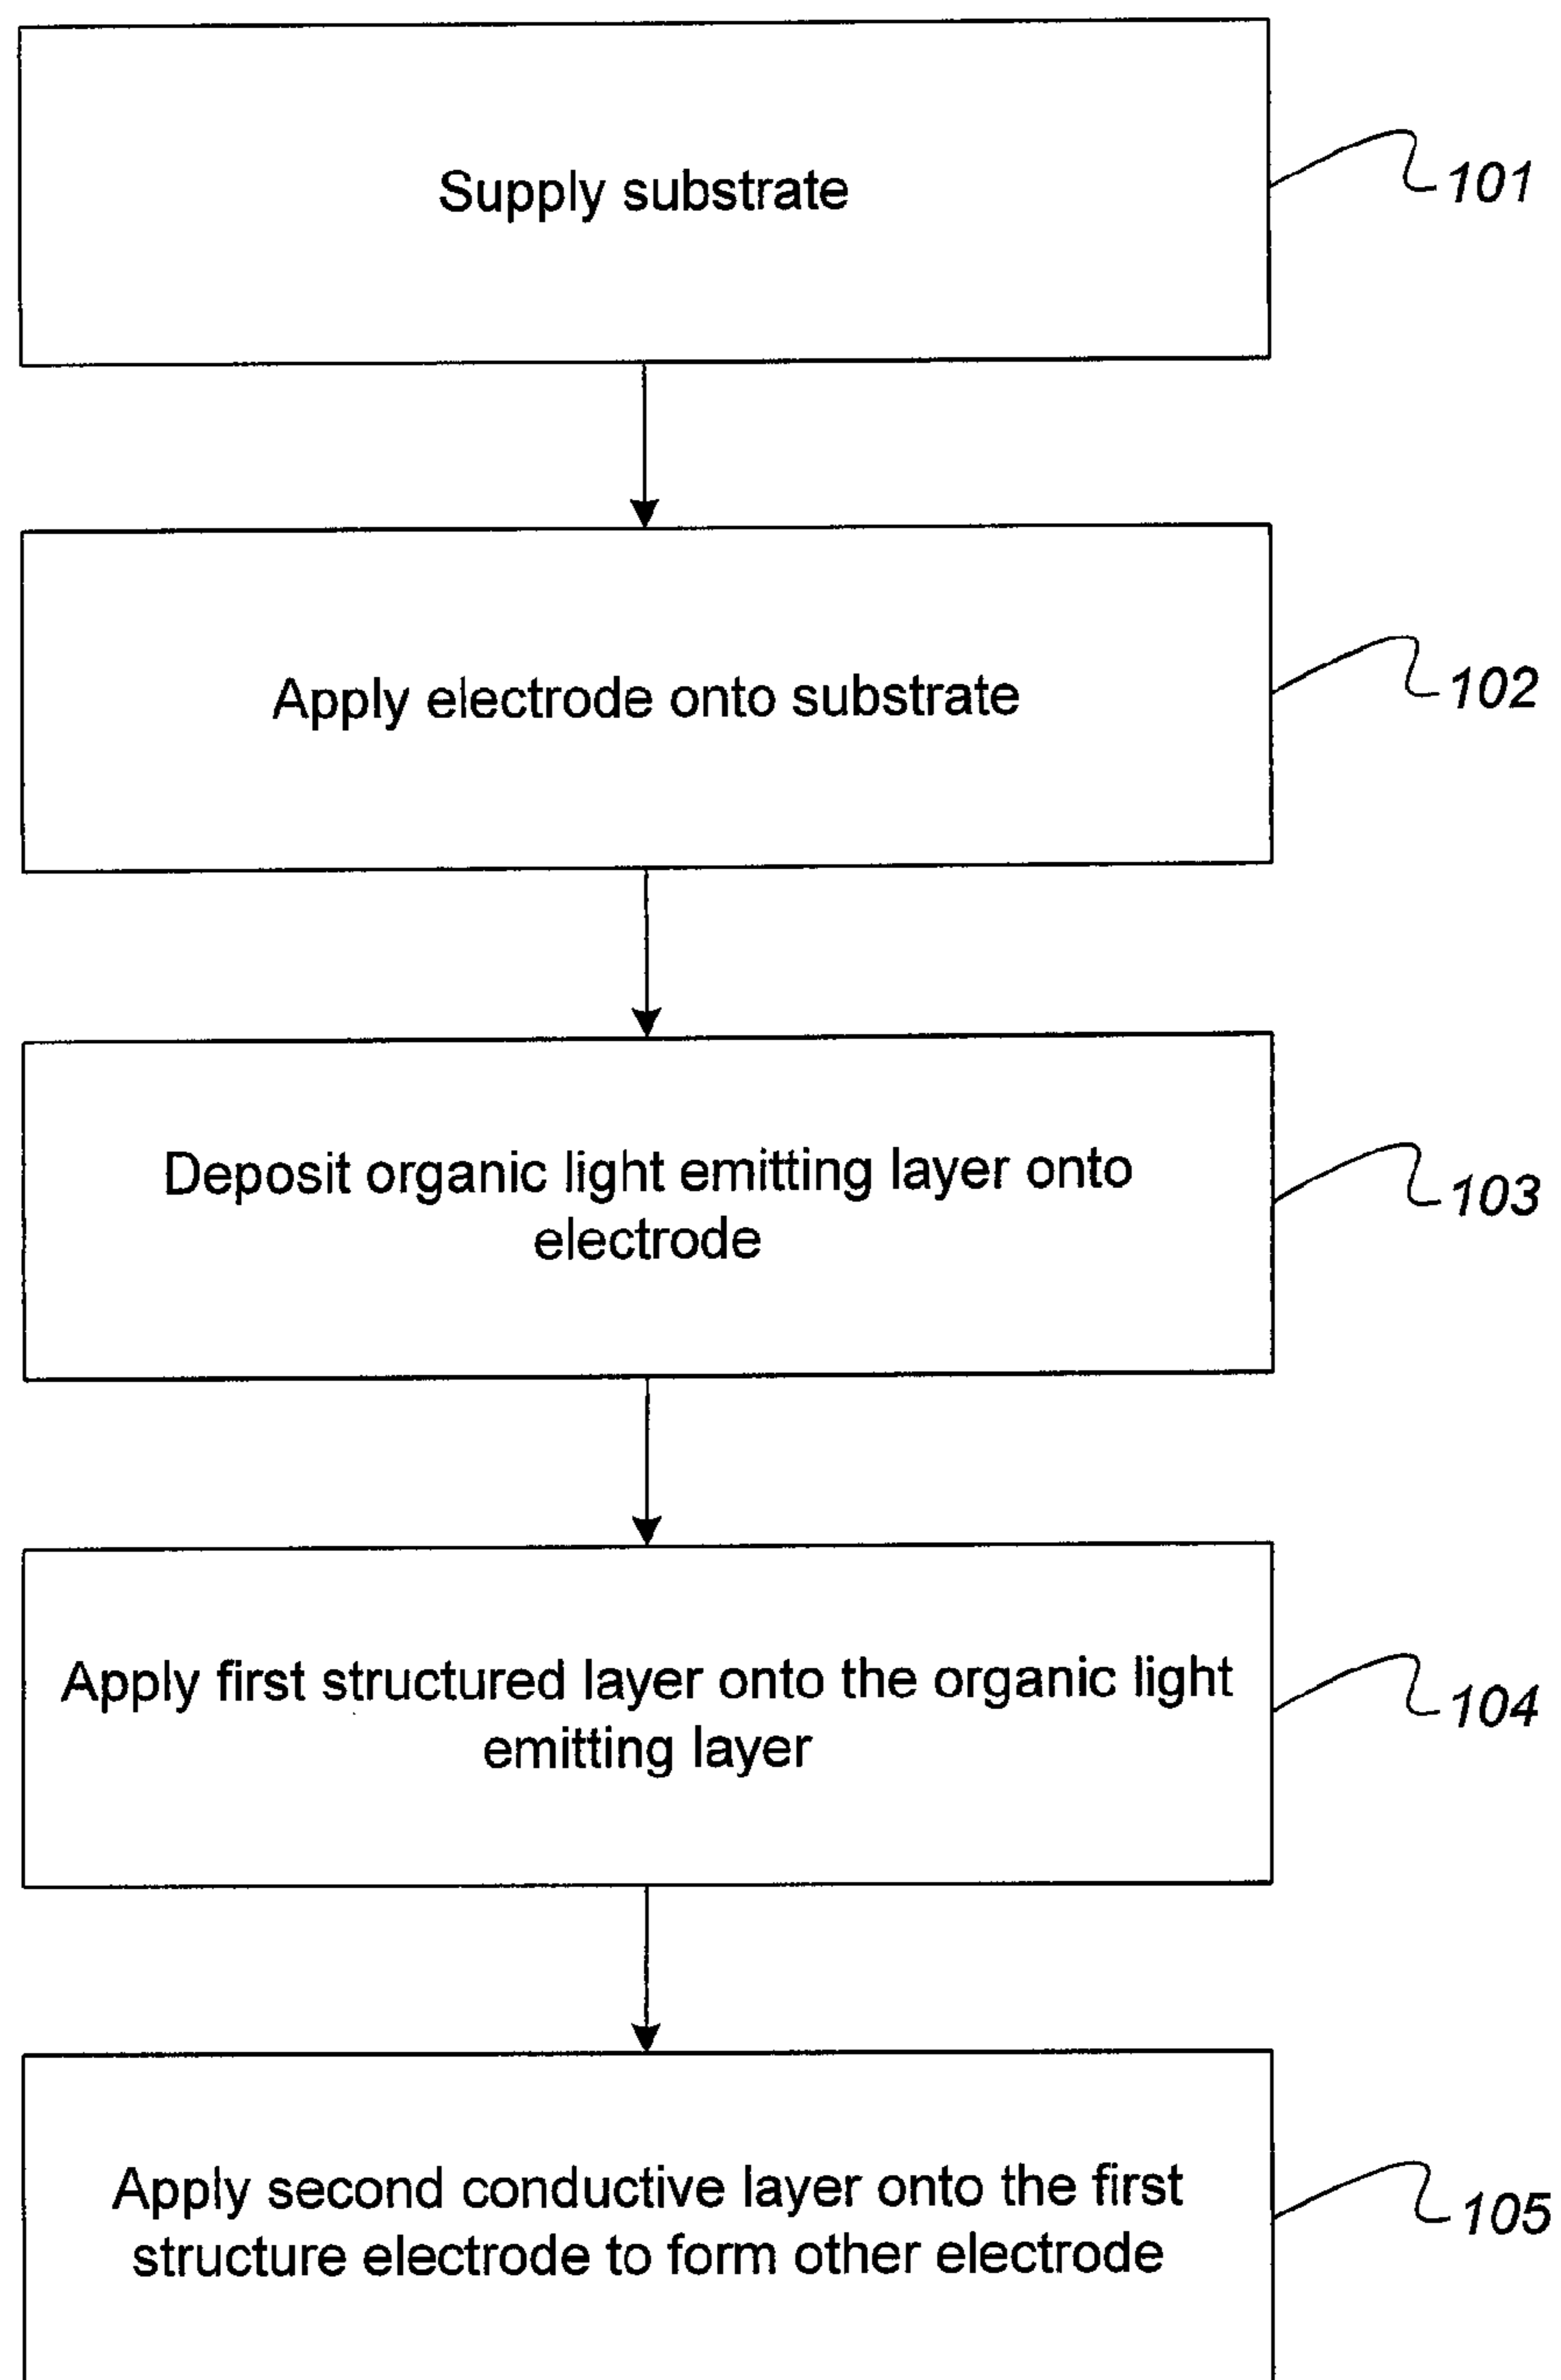 Supply substrate
101
Apply electrode onto substrate
102
Deposit organic light emitting layer onto
electrode
103
Apply first structured layer onto the organic light
emitting layer
104
Apply second conductive layer onto the first
structure electrode to form other electrode
105